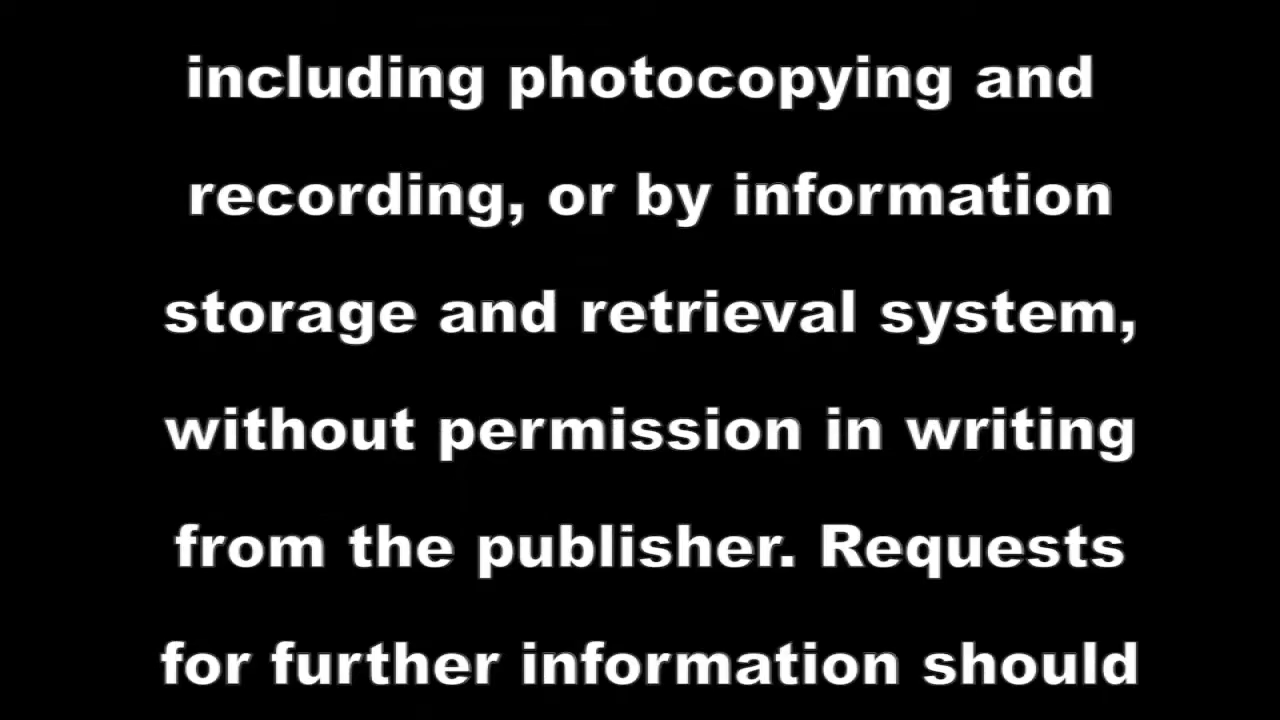 including photocopying and
recording, or by information
storage and retrieval system,
without permission in writing
from the publisher. Requests
for further information should